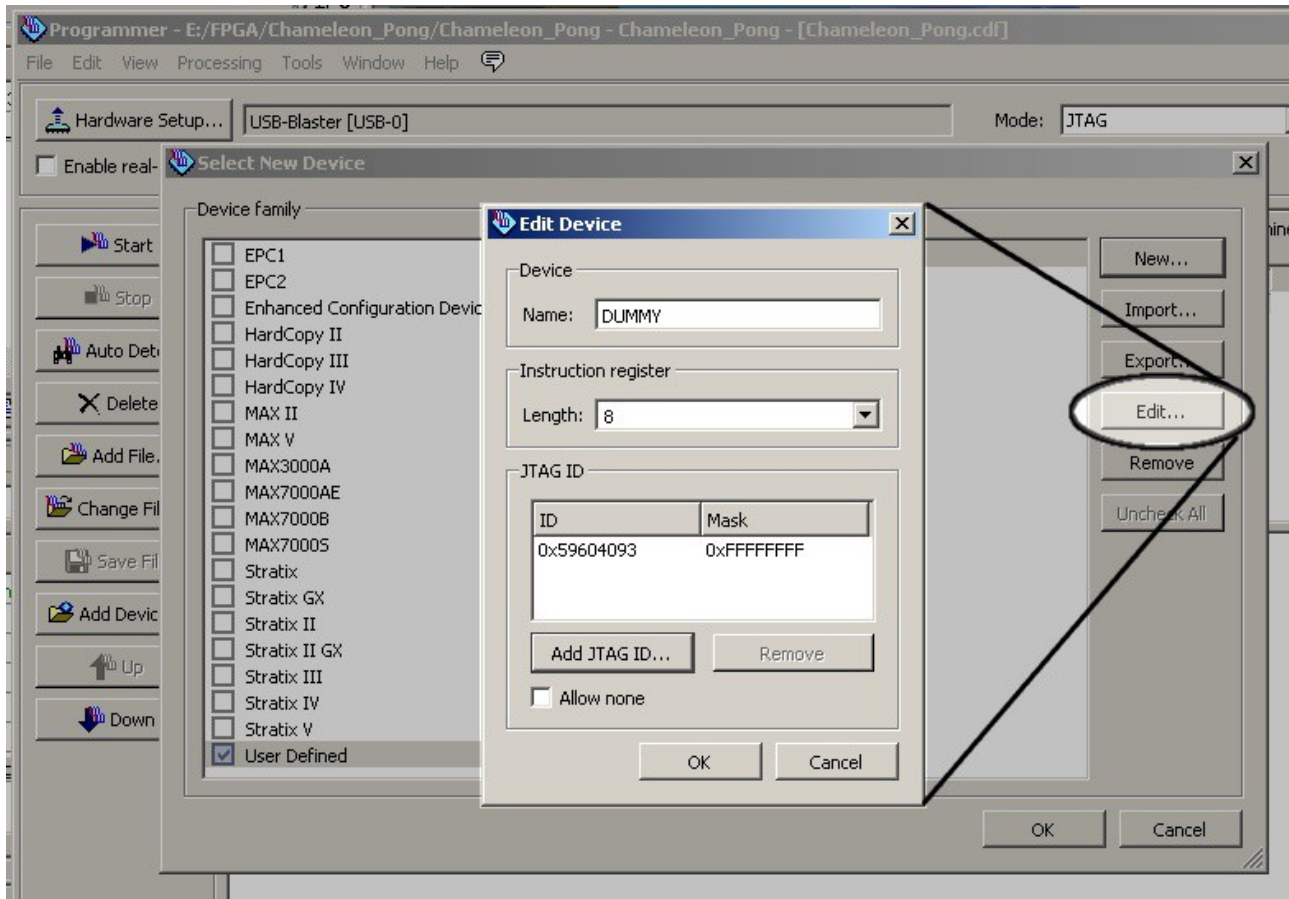 Programmer - E:/FPGA/Chameleon_Pong/Chameleon_Pong - Chameleon_Pong - [Chameleon_Pong.cdf]
File Edit View Processing Tools Window Help
Hardware Setup... USB-Blaster [USB-0] Mode: JTAG
Enable real-
Select New Device
Device family
Start
Stop
Auto Det
Delete
Add File.
Change Fil
Save Fil
Add Devic
Up
Down
EPC1
EPC2
Enhanced Configuration Devic
HardCopy II
HardCopy III
HardCopy IV
MAX II
MAX V
MAX3000A
MAX7000AE
MAX7000B
MAX7000S
Stratix
Stratix GX
Stratix II
Stratix II GX
Stratix III
Stratix IV
Stratix V
User Defined
Edit Device
Device
Name: DUMMY
Instruction register
Length: 8
JTAG ID
ID Mask
0x59604093 0xFFFFFFFF
Add JTAG ID... Remove
Allow none
OK Cancel
New...
Import...
Export...
Edit...
Remove
Uncheck All
OK Cancel